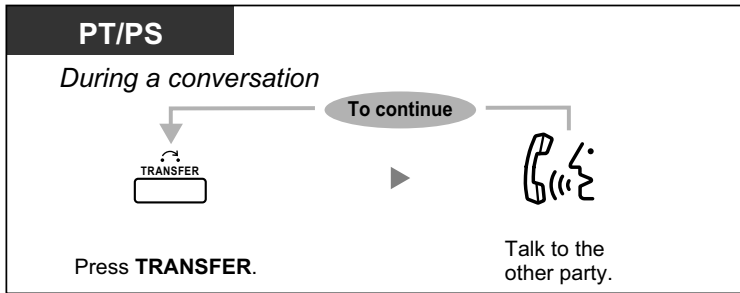 PT/PS
During a conversation
To continue
TRANSFER
Press TRANSFER.
Talk to the
other party.